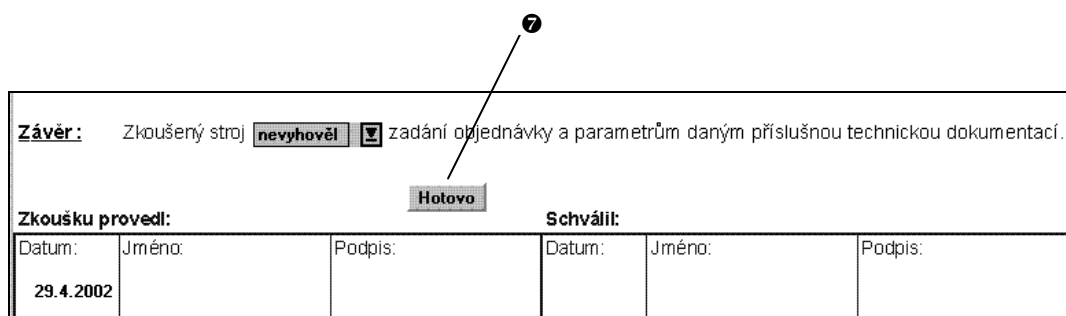 ❼
Závěr: Zkoušený stroj nevyhověl zadání objednávky a parametrům daným příslušnou technickou dokumentací.
Hotovo
Zkoušku provedl: Schválil:
Datum: Jméno: Podpis: Datum: Jméno: Podpis:
29.4.2002